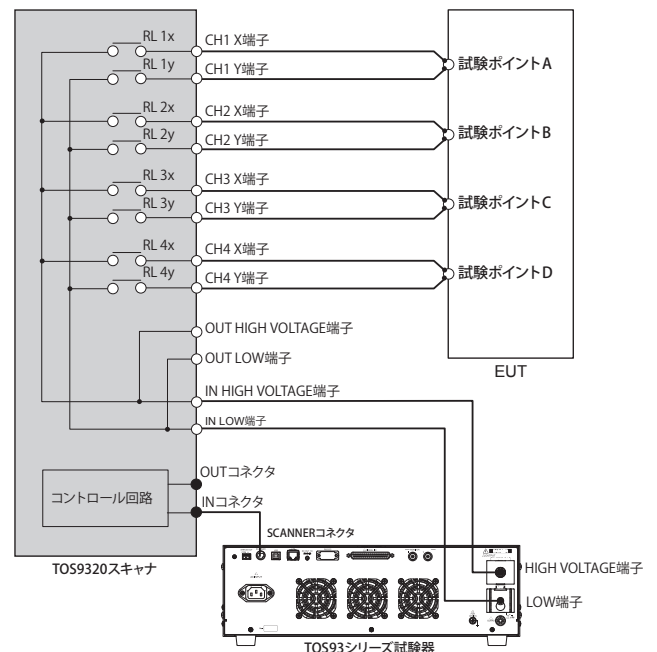 RL 1x
CH1 X端子
RL 1y
CH1 Y端子
試験ポイントA
RL 2x
CH2 X端子
RL 2y
CH2 Y端子
試験ポイントB
RL 3x
CH3 X端子
RL 3y
CH3 Y端子
試験ポイントC
RL 4x
CH4 X端子
RL 4y
CH4 Y端子
試験ポイントD
OUT HIGH VOLTAGE端子
OUT LOW端子
EUT
IN HIGH VOLTAGE端子
IN LOW端子
OUTコネクタ
コントロール回路
INコネクタ
SCANNERコネクタ
TOS9320スキャナ
HIGH VOLTAGE端子
LOW端子
TOS93シリーズ試験器